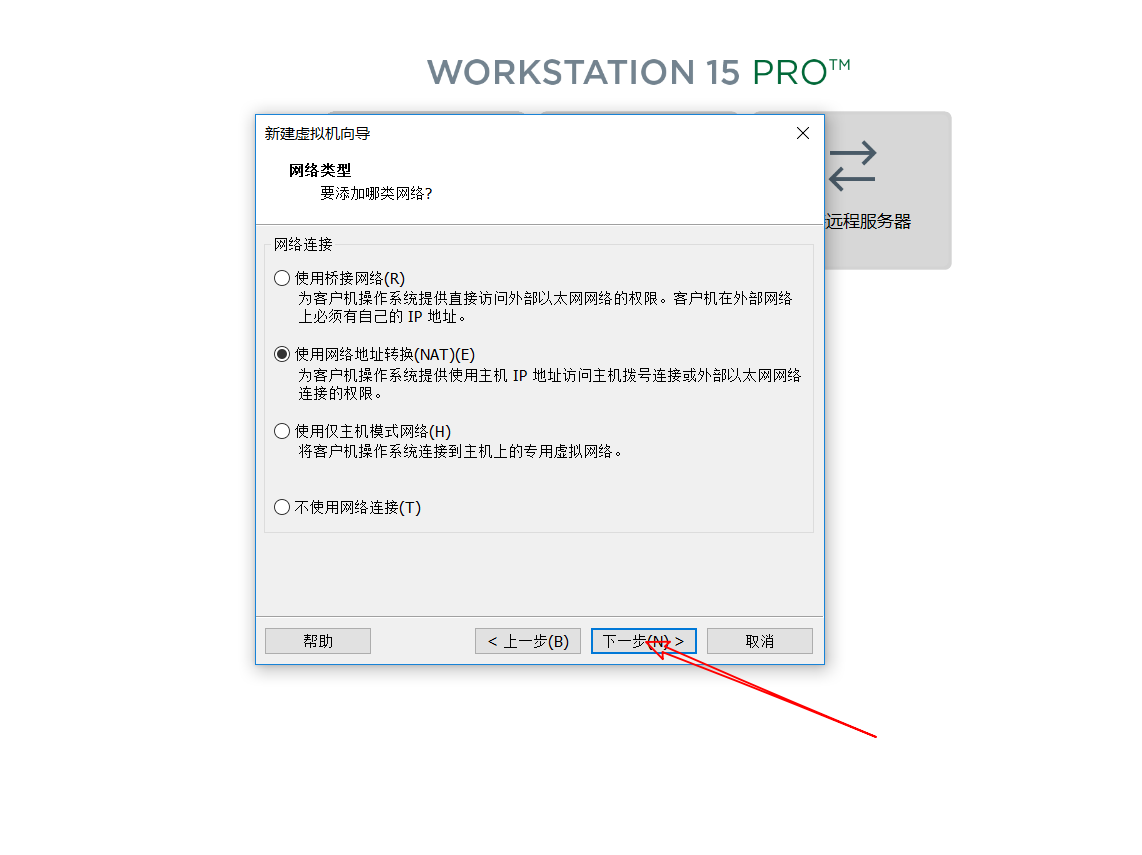 WORKSTATION 15 PRO™
新建虚拟机向导
网络类型
要添加哪类网络?
远程服务器
网络连接
使用桥接网络(R)
为客户机操作系统提供直接访问外部以太网网络的权限。客户机在外部网络
上必须有自己的 IP 地址。
使用网络地址转换(NAT)(E)
为客户机操作系统提供使用主机 IP 地址访问主机拨号连接或外部以太网网络
连接的权限。
使用仅主机模式网络(H)
将客户机操作系统连接到主机上的专用虚拟网络。
不使用网络连接(T)
帮助
< 上一步(B)
下一步(N) >
取消